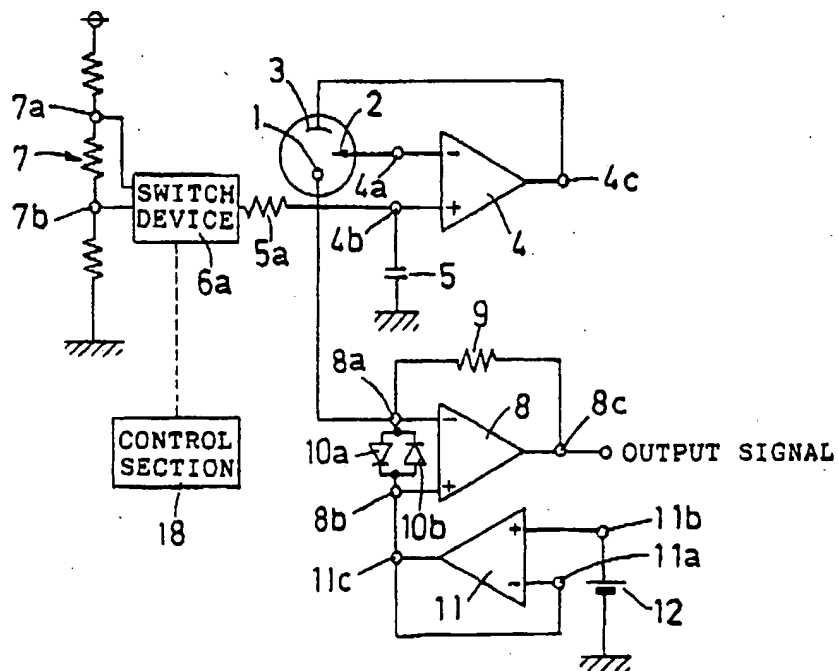 7a
7
7b
SWITCH
DEVICE
6a
5a
3
2
1
4a
-
4b
+
4
4c
5
CONTROL
SECTION
18
9
8a
-
8
8c
OUTPUT SIGNAL
10a
+
8b
10b
11c
+
11b
11a
-
11
12